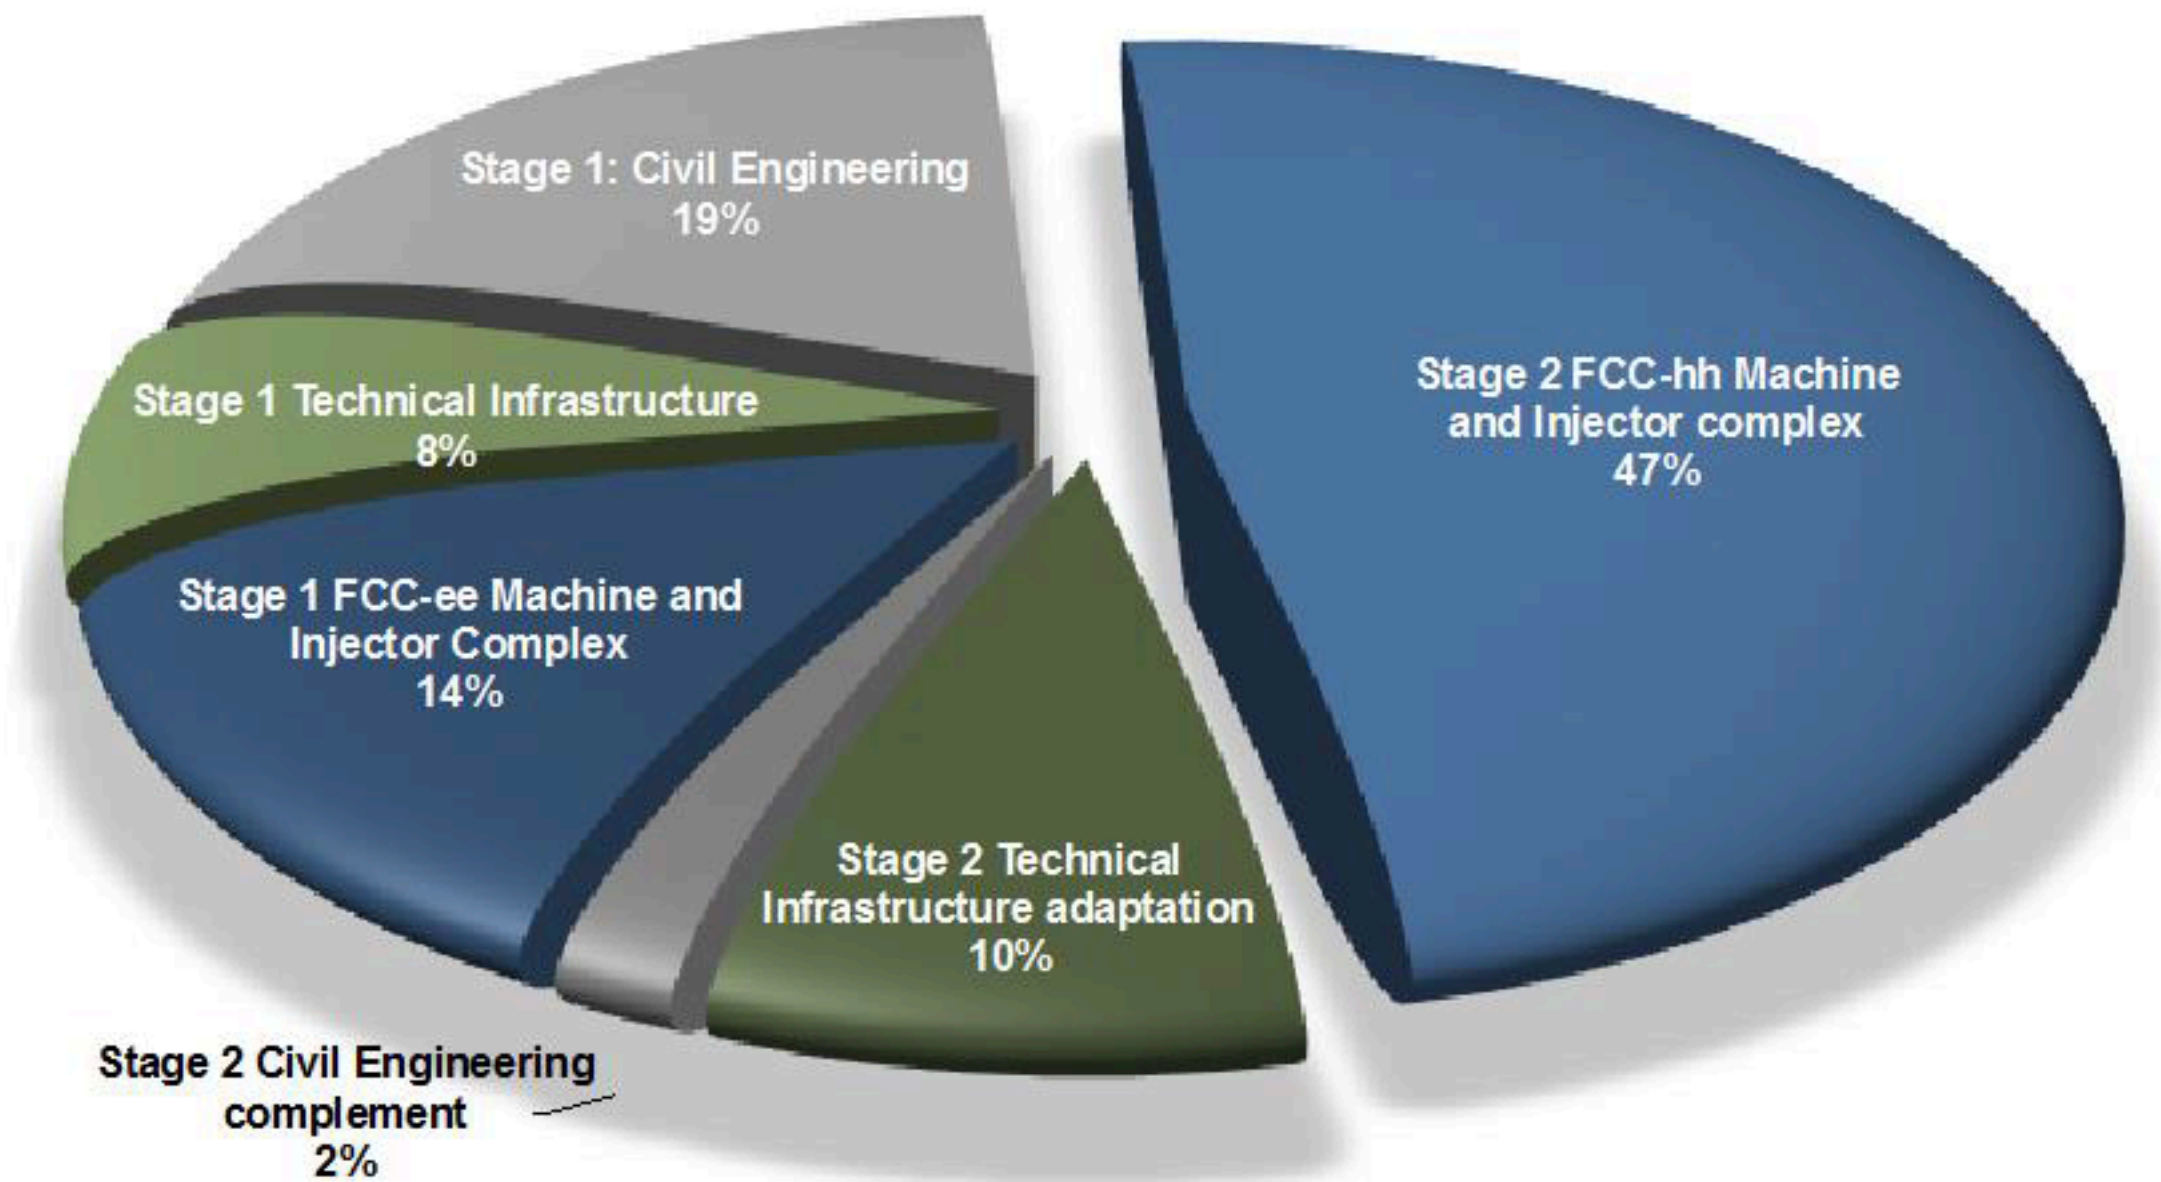 Stage 1: Civil Engineering
19%
Stage 2 FCC-hh Machine
and Injector complex
47%
Stage 1 Technical Infrastructure
8%
Stage 1 FCC-ee Machine and
Injector Complex
14%
Stage 2 Technical
Infrastructure adaptation
10%
Stage 2 Civil Engineering
complement
2%